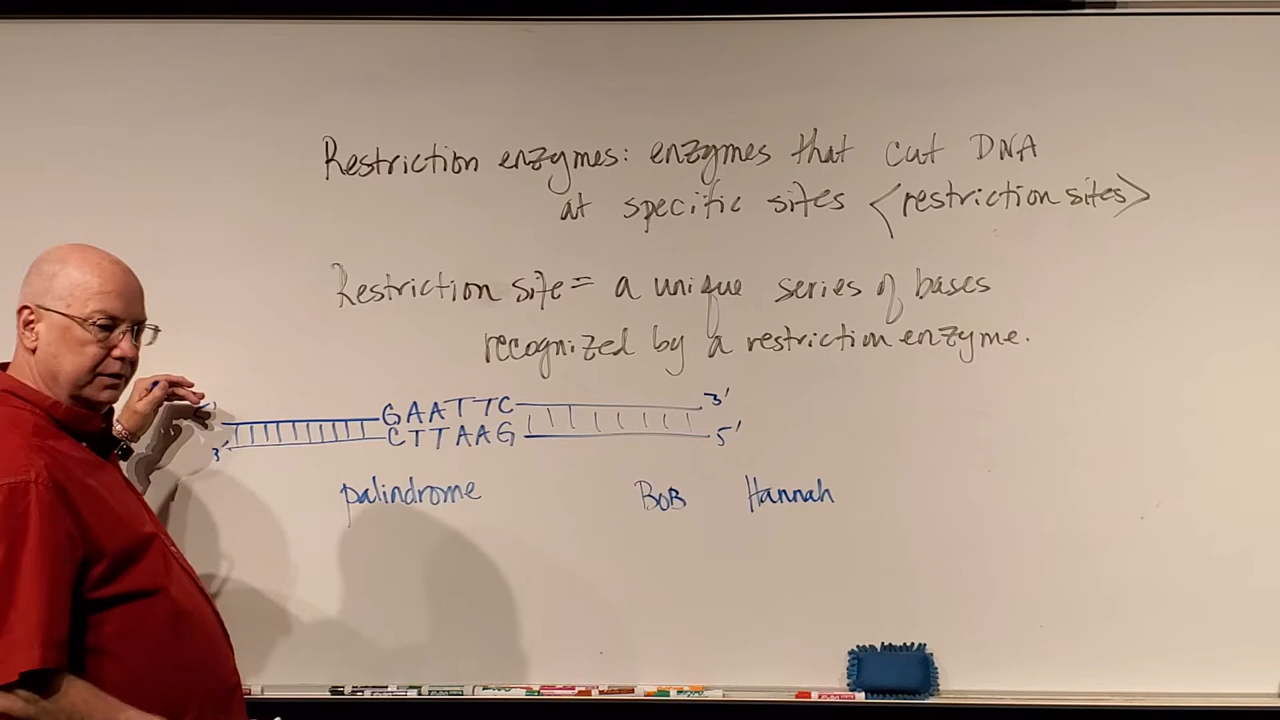 Restriction enzymes: enzymes that cut DNA
at specific sites <restriction sites>
Restriction site = a unique series of bases
recognized by a restriction enzyme.
GAATTC 3'
3' CTTAAG 5'
palindrome BOB Hannah